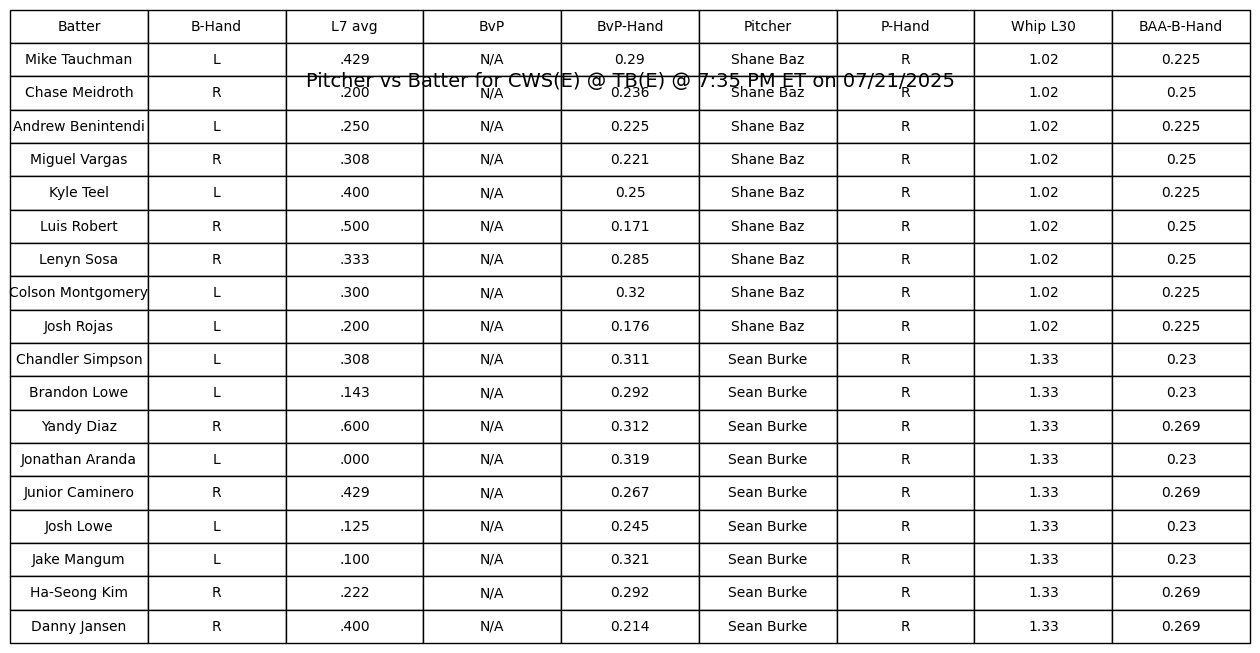 Batter B-Hand L7 avg BvP BvP-Hand Pitcher P-Hand Whip L30 BAA-B-Hand
Mike Tauchman L .429 N/A 0.29 Shane Baz R 1.02 0.225
Pitcher vs Batter for CWS(E) @ TB(E) @ 7:35 PM ET on 07/21/2025
Chase Meidroth R .200 N/A 0.236 Shane Baz R 1.02 0.25
Andrew Benintendi L .250 N/A 0.225 Shane Baz R 1.02 0.225
Miguel Vargas R .308 N/A 0.221 Shane Baz R 1.02 0.25
Kyle Teel L .400 N/A 0.25 Shane Baz R 1.02 0.225
Luis Robert R .500 N/A 0.171 Shane Baz R 1.02 0.25
Lenyn Sosa R .333 N/A 0.285 Shane Baz R 1.02 0.25
Colson Montgomery L .300 N/A 0.32 Shane Baz R 1.02 0.225
Josh Rojas L .200 N/A 0.176 Shane Baz R 1.02 0.225
Chandler Simpson L .308 N/A 0.311 Sean Burke R 1.33 0.23
Brandon Lowe L .143 N/A 0.292 Sean Burke R 1.33 0.23
Yandy Diaz R .600 N/A 0.312 Sean Burke R 1.33 0.269
Jonathan Aranda L .000 N/A 0.319 Sean Burke R 1.33 0.23
Junior Caminero R .429 N/A 0.267 Sean Burke R 1.33 0.269
Josh Lowe L .125 N/A 0.245 Sean Burke R 1.33 0.23
Jake Mangum L .100 N/A 0.321 Sean Burke R 1.33 0.23
Ha-Seong Kim R .222 N/A 0.292 Sean Burke R 1.33 0.269
Danny Jansen R .400 N/A 0.214 Sean Burke R 1.33 0.269